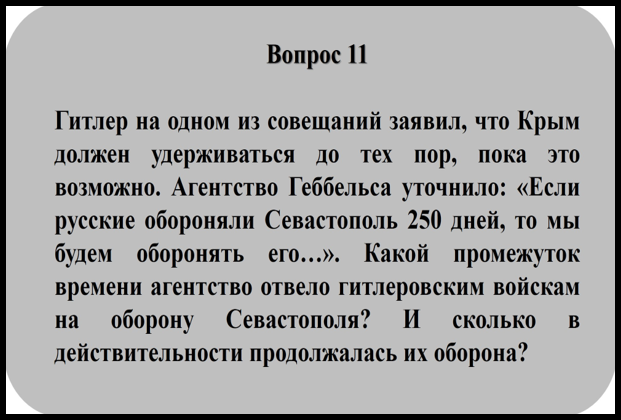 Вопрос 11
Гитлер на одном из совещаний заявил, что Крым
должен удерживаться до тех пор, пока это
возможно. Агентство Геббельса уточнило: «Если
русские обороняли Севастополь 250 дней, то мы
будем оборонять его…». Какой промежуток
времени агентство отвело гитлеровским войскам
на оборону Севастополя? И сколько в
действительности продолжалась их оборона?